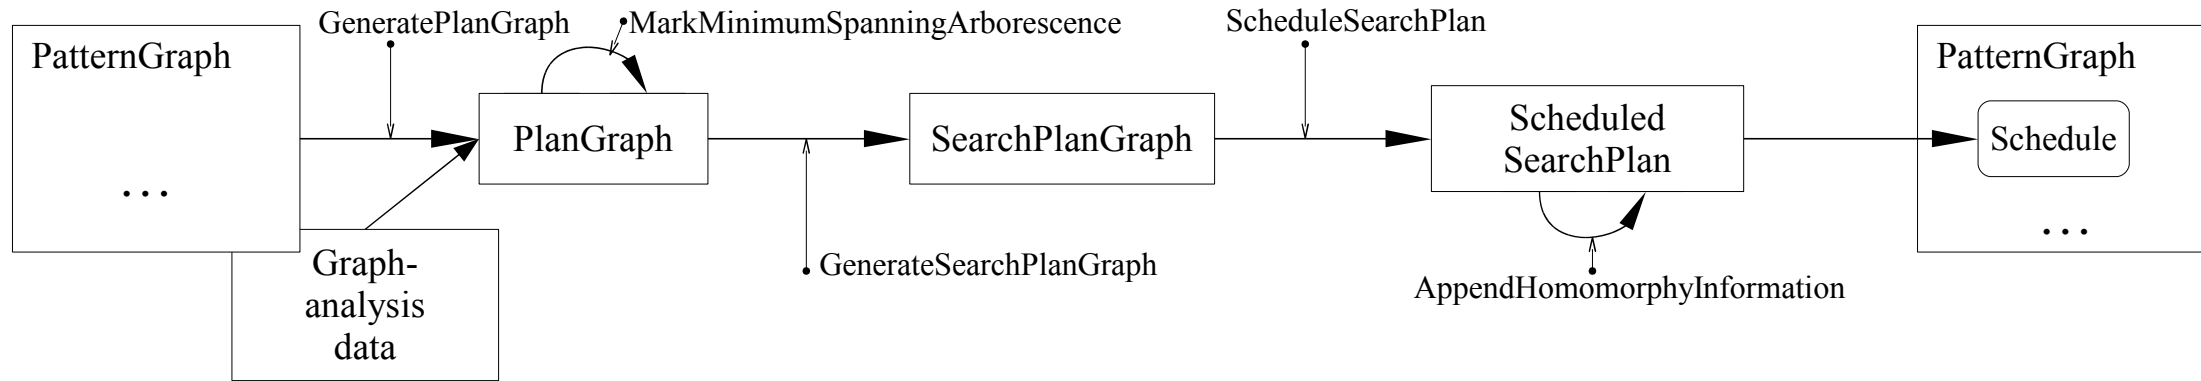 GeneratePlanGraph
MarkMinimumSpanningArborescence
ScheduleSearchPlan
PatternGraph
...
PlanGraph
SearchPlanGraph
Scheduled
SearchPlan
PatternGraph
Schedule
...
Graph-
analysis
data
GenerateSearchPlanGraph
AppendHomomorphyInformation